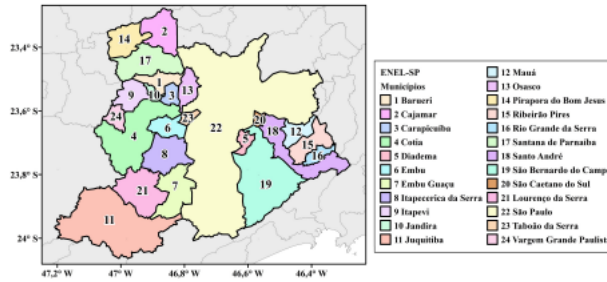 23,4° S
23,6° S
23,8° S
24° S
47,2° W
47° W
46,8° W
46,6° W
46,4° W
14
2
17
1
9
10
3
13
24
23
4
6
22
20
5
18
12
15
8
16
21
7
19
11
ENEL-SP
Municípios
1 Barueri
2 Cajamar
3 Carapicuíba
4 Cotia
5 Diadema
6 Embu
7 Embu Guaçu
8 Itapecerica da Serra
9 Itapevi
10 Jandira
11 Juquitiba
12 Mauá
13 Osasco
14 Pirapora do Bom Jesus
15 Ribeirão Pires
16 Rio Grande da Serra
17 Santana de Parnaíba
18 Santo André
19 São Bernardo do Camp
20 São Caetano do Sul
21 Lourenço da Serra
22 São Paulo
23 Taboão da Serra
24 Vargem Grande Paulist